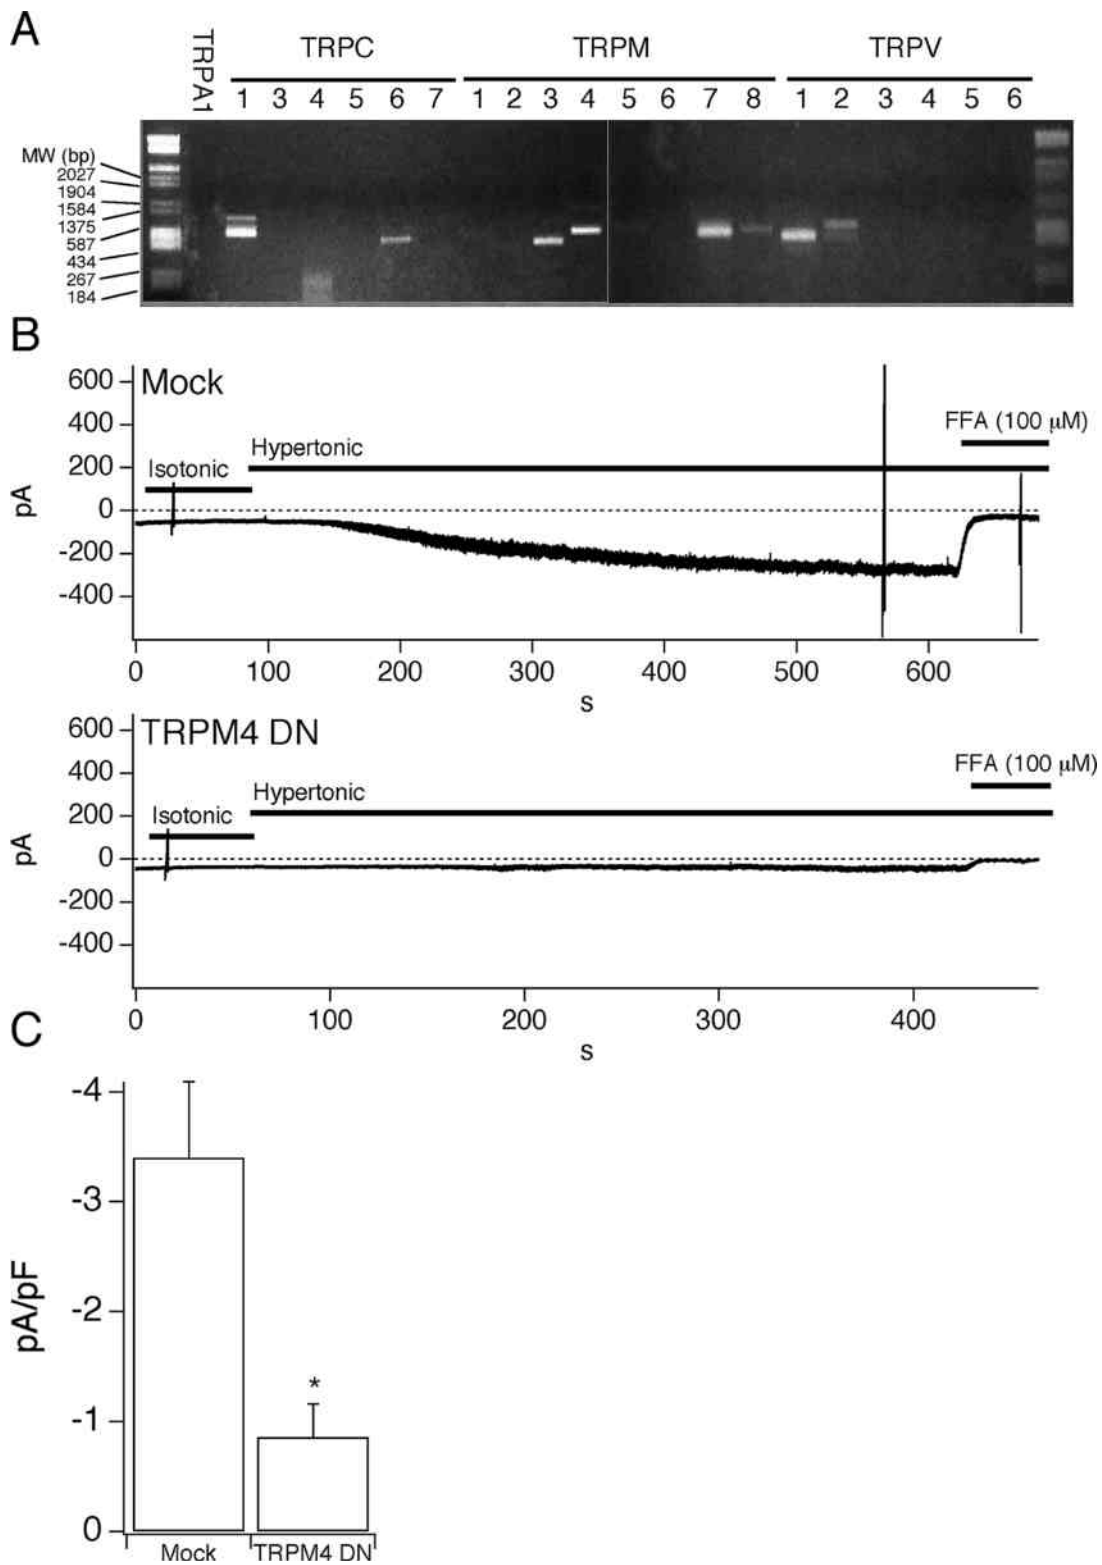 A
TRPA1
TRPC
TRPM
TRPV
1 3 4 5 6 7 1 2 3 4 5 6 7 8 1 2 3 4 5 6
MW (bp)
2027
1904
1584
1375
587
434
267
184
B
Mock
600
400
200
0
-200
-400
pA
Isotonic
Hypertonic
FFA (100 μM)
0 100 200 300 400 500 600
s
TRPM4 DN
600
400
200
0
-200
-400
pA
Isotonic
Hypertonic
FFA (100 μM)
0 100 200 300 400
s
C
-4
-3
-2
-1
0
pA/pF
*
Mock TRPM4 DN